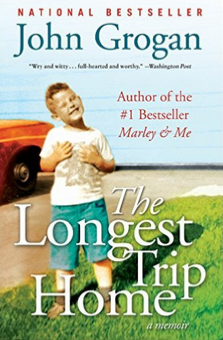 NATIONAL BESTSELLER
John Grogan
"Wry and witty . . . full-hearted and worthy." —Washington Post
Author of the
#1 Bestseller
Marley & Me
The
Longest
Trip
Home
a memoir